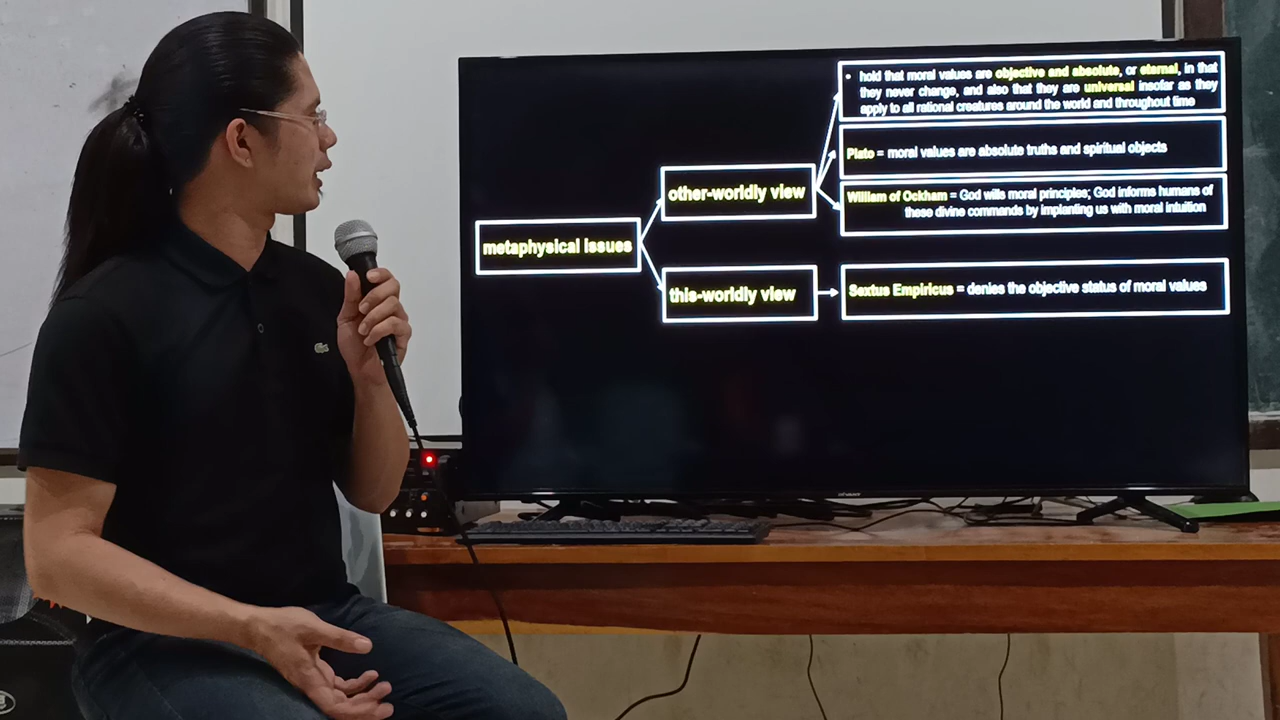 • hold that moral values are objective and absolute, or eternal, in that
they never change, and also that they are universal insofar as they
apply to all rational creatures around the world and throughout time
Plato = moral values are absolute truths and spiritual objects
other-worldly view
William of Ockham = God wills moral principles; God informs humans of
these divine commands by implanting us with moral intuition
metaphysical issues
this-worldly view
Sextus Empiricus = denies the objective status of moral values